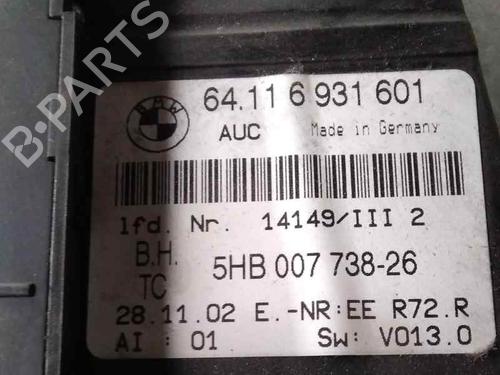 BMW
64.11 6 931 601
AUC Made in Germany
lfd. Nr. 14149/III 2
B.H.
TC 5HB 007 738-26
28.11.02 E.-NR:EE R72.R
AI : 01 Sw: V013.0
B-PARTS